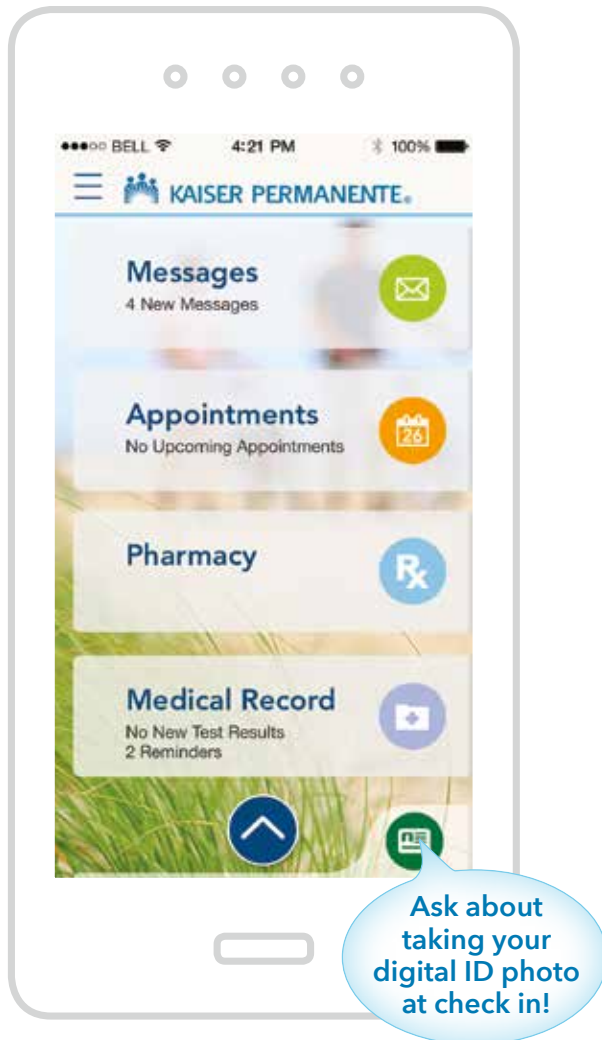 BELL 4:21 PM 100%
KAISER PERMANENTE®
Messages
4 New Messages
Appointments
No Upcoming Appointments
26
Pharmacy
Rx
Medical Record
No New Test Results
2 Reminders
Ask about
taking your
digital ID photo
at check in!